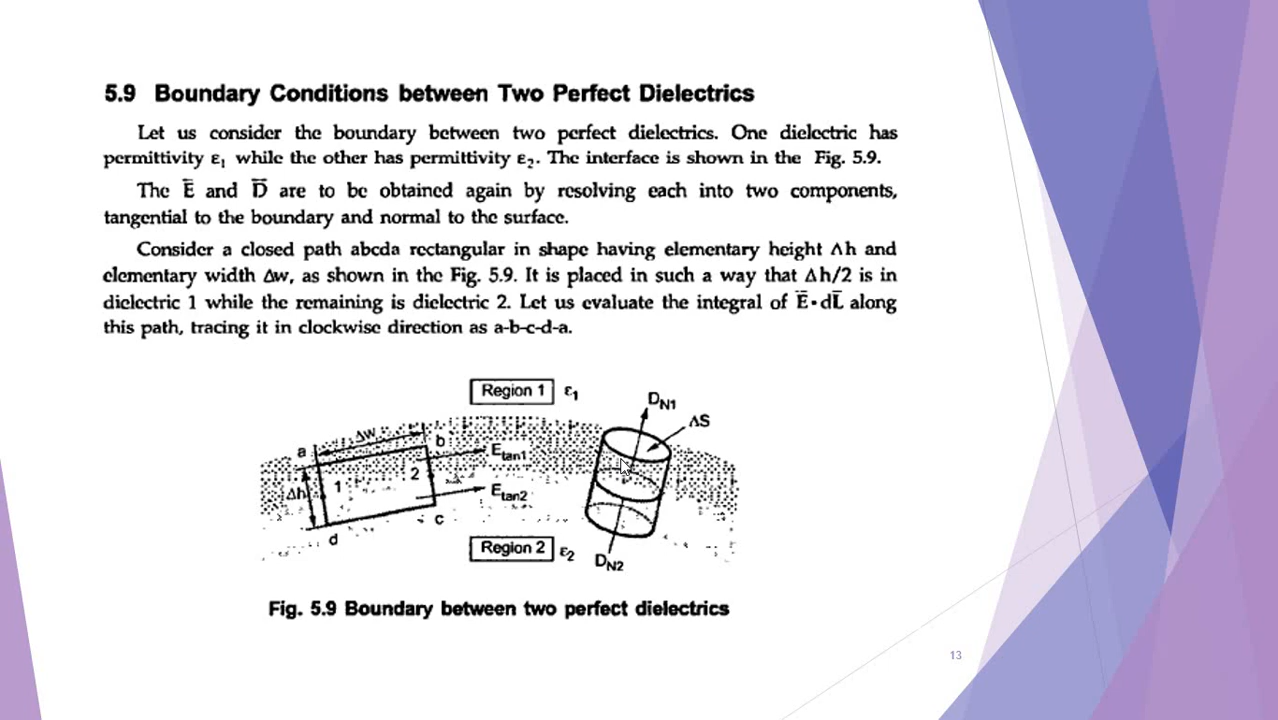 5.9 Boundary Conditions between Two Perfect Dielectrics
Let us consider the boundary between two perfect dielectrics. One dielectric has
permittivity ε₁ while the other has permittivity ε₂. The interface is shown in the Fig. 5.9.
The E̅ and D̅ are to be obtained again by resolving each into two components,
tangential to the boundary and normal to the surface.
Consider a closed path abcda rectangular in shape having elementary height Δh and
elementary width Δw, as shown in the Fig. 5.9. It is placed in such a way that Δh/2 is in
dielectric 1 while the remaining is dielectric 2. Let us evaluate the integral of E̅ • dL̅ along
this path, tracing it in clockwise direction as a-b-c-d-a.
Region 1 ε₁
DN1
ΔS
Δw
a
b
Etan1
1
2
Δh
Etan2
c
d
Region 2 ε₂
DN2
Fig. 5.9 Boundary between two perfect dielectrics
13